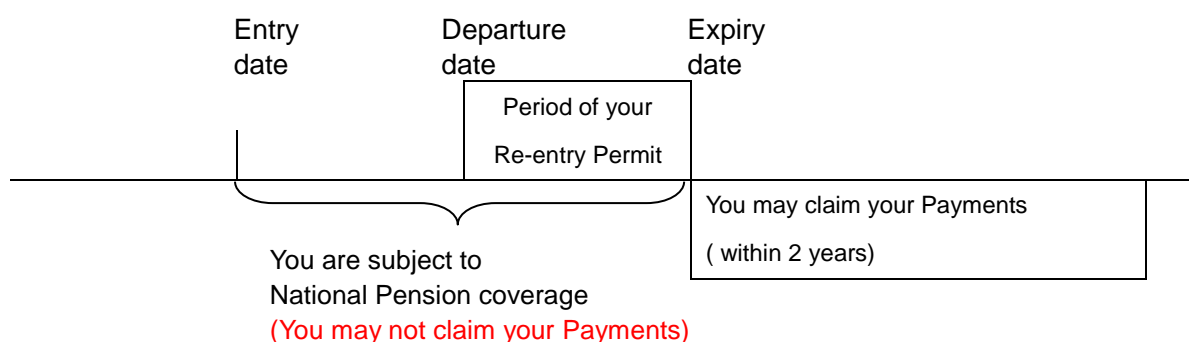 Entry date
Departure date
Expiry date
Period of your
Re-entry Permit
You may claim your Payments
( within 2 years)
You are subject to
National Pension coverage
(You may not claim your Payments)